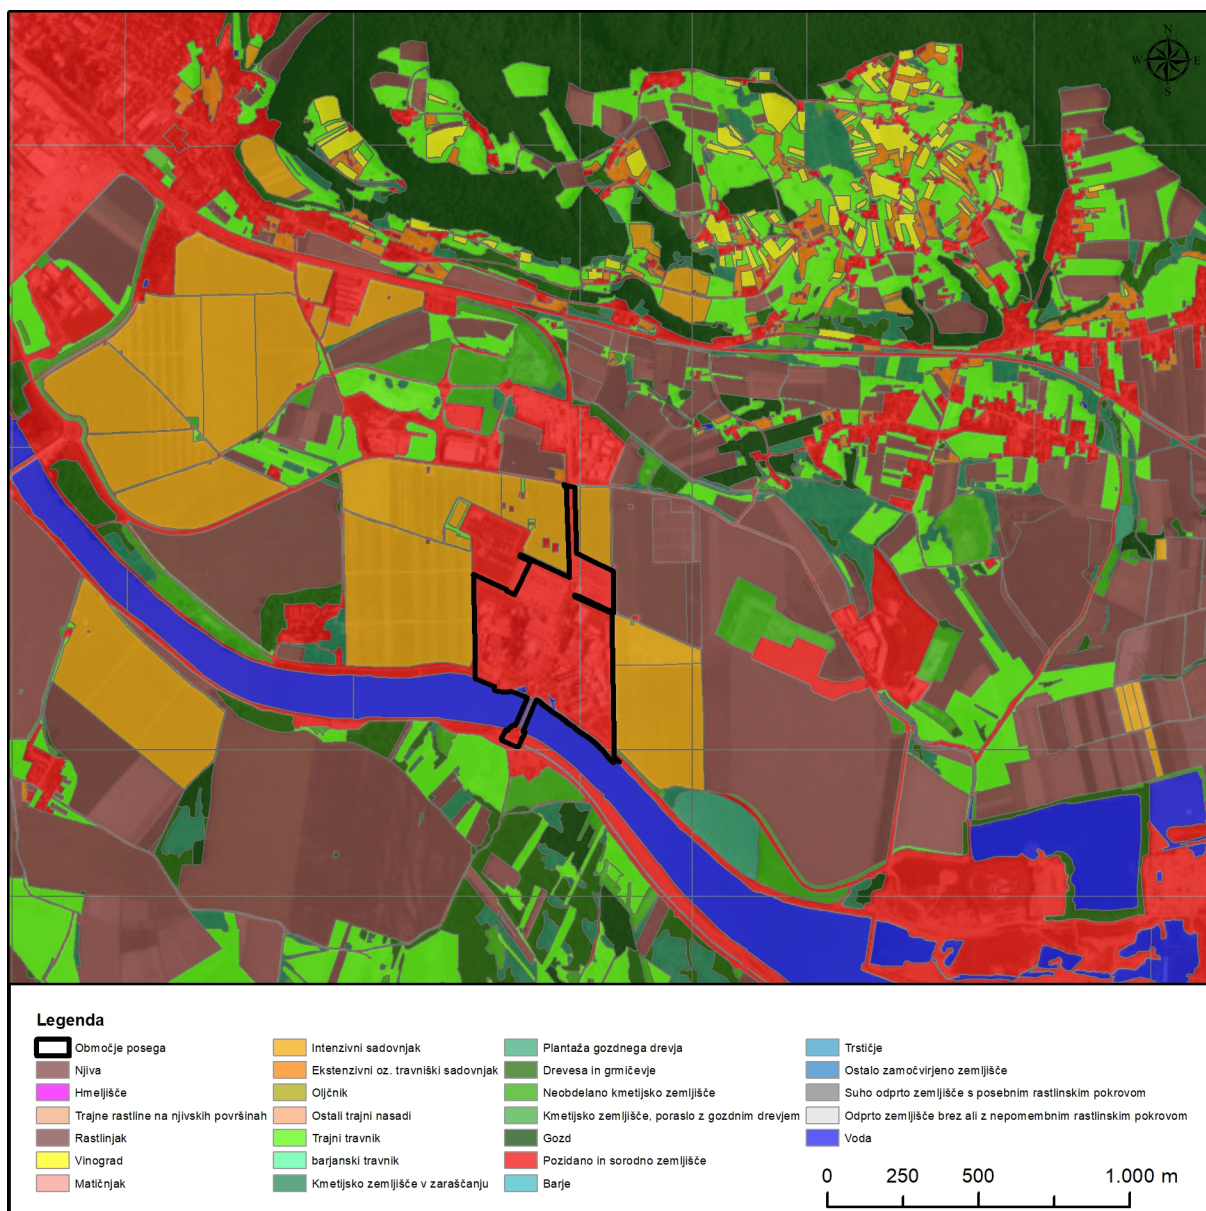 N
W E
S
Legenda
Območje posega
Njiva
Hmeljišče
Trajne rastline na njivskih površinah
Rastlinjak
Vinograd
Matičnjak
Intenzivni sadovnjak
Ekstenzivni oz. travniški sadovnjak
Oljčnik
Ostali trajni nasadi
Trajni travnik
barjanski travnik
Kmetijsko zemljišče v zaraščanju
Plantaža gozdnega drevja
Drevesa in grmičevje
Neobdelano kmetijsko zemljišče
Kmetijsko zemljišče, poraslo z gozdnim drevjem
Gozd
Pozidano in sorodno zemljišče
Barje
Trstičje
Ostalo zamočvirjeno zemljišče
Suho odprto zemljišče s posebnim rastlinskim pokrovom
Odprto zemljišče brez ali z nepomembnim rastlinskim pokrovom
Voda
0 250 500 1.000 m